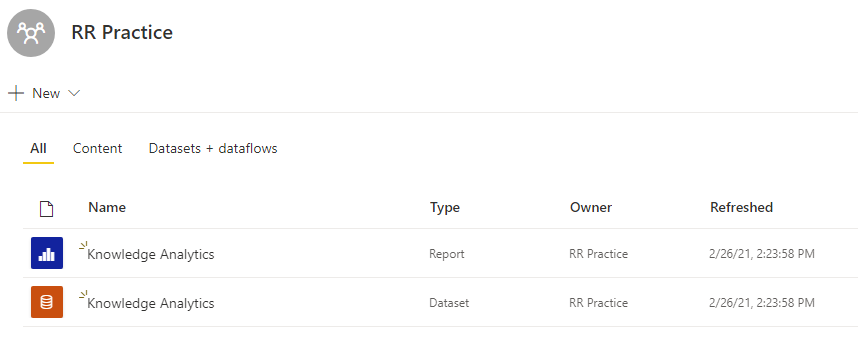 RR Practice
New
All Content Datasets + dataflows
Name Type Owner Refreshed
Knowledge Analytics Report RR Practice 2/26/21, 2:23:58 PM
Knowledge Analytics Dataset RR Practice 2/26/21, 2:23:58 PM